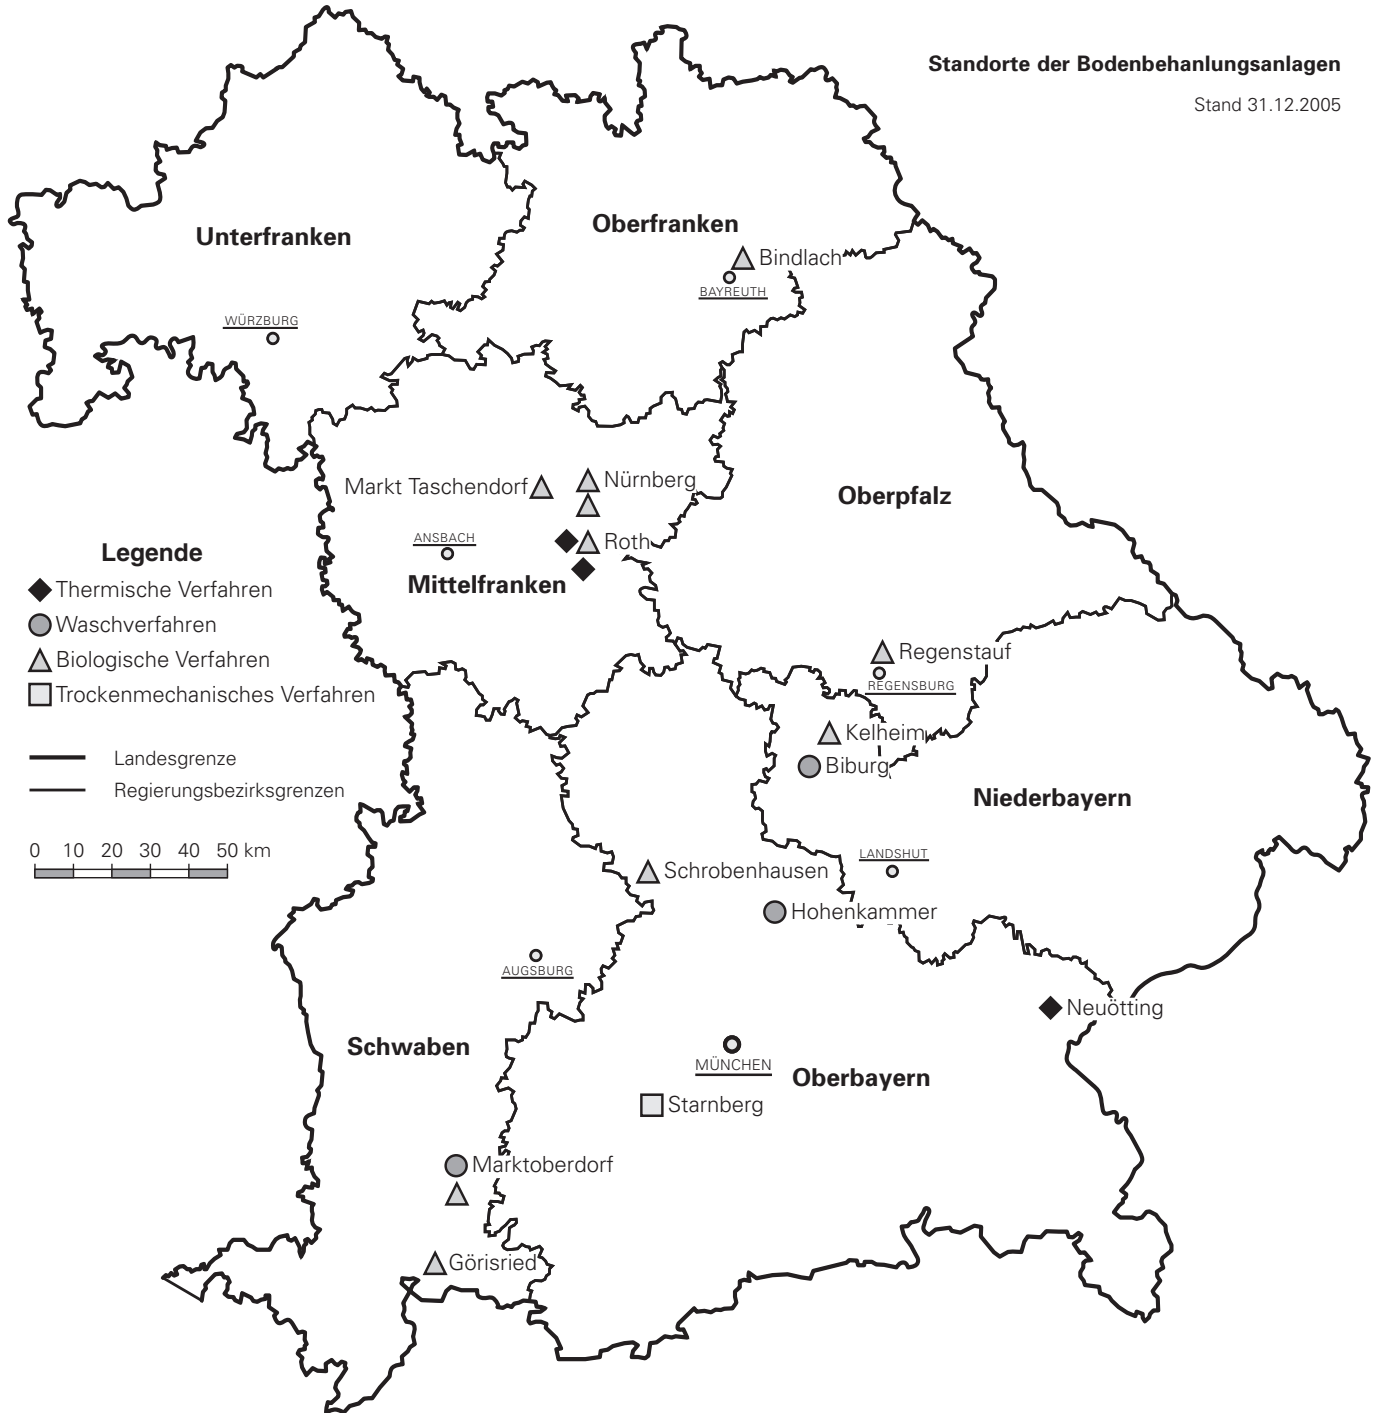 Standorte der Bodenbehanlungsanlagen
Stand 31.12.2005
Unterfranken
Oberfranken
Bindlach
BAYREUTH
WÜRZBURG
Markt Taschendorf
Nürnberg
Oberpfalz
ANSBACH
Roth
Mittelfranken
Legende
Thermische Verfahren
Waschverfahren
Biologische Verfahren
Trockenmechanisches Verfahren
Landesgrenze
Regierungsbezirksgrenzen
0 10 20 30 40 50 km
Regenstauf
REGENSBURG
Kelheim
Biburg
Niederbayern
LANDSHUT
Schrobenhausen
Hohenkammer
AUGSBURG
Neuötting
Schwaben
MÜNCHEN
Oberbayern
Starnberg
Marktoberdorf
Görisried